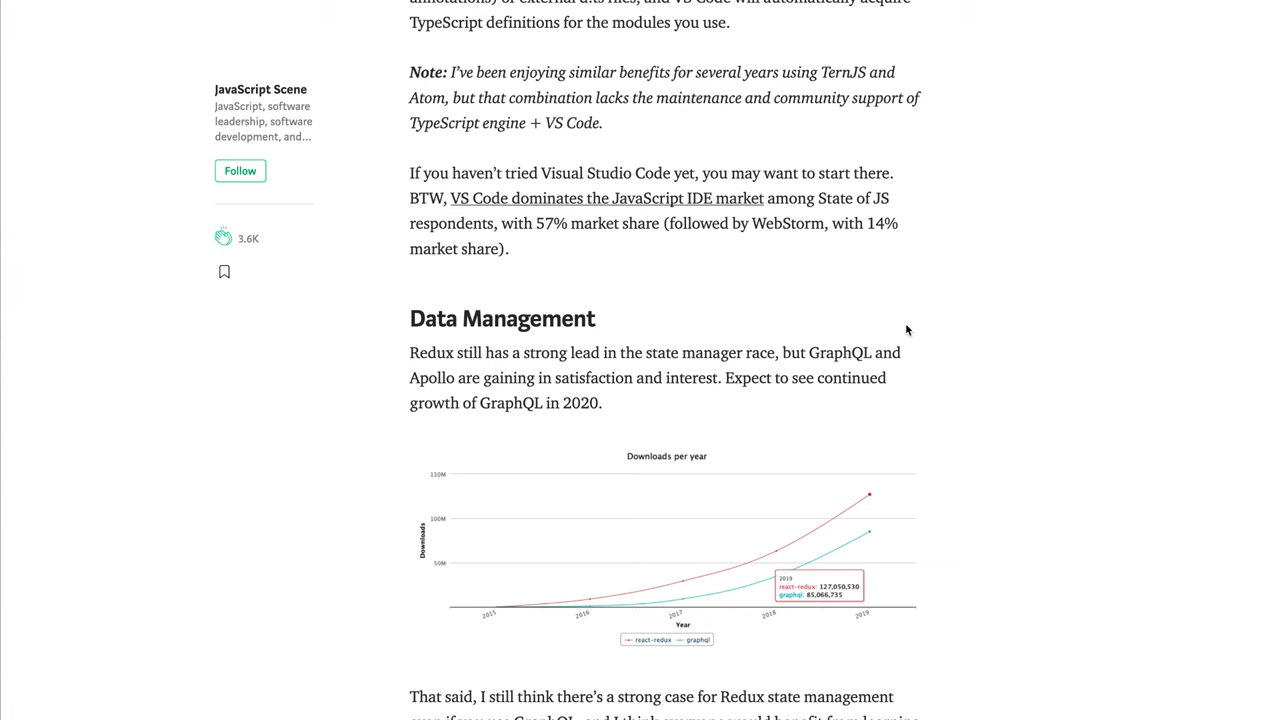 TypeScript definitions for the modules you use.
JavaScript Scene
JavaScript, software
leadership, software
development, and...
Follow
3.6K
Note: I’ve been enjoying similar benefits for several years using TernJS and
Atom, but that combination lacks the maintenance and community support of
TypeScript engine + VS Code.
If you haven’t tried Visual Studio Code yet, you may want to start there.
BTW, VS Code dominates the JavaScript IDE market among State of JS
respondents, with 57% market share (followed by WebStorm, with 14%
market share).
Data Management
Redux still has a strong lead in the state manager race, but GraphQL and
Apollo are gaining in satisfaction and interest. Expect to see continued
growth of GraphQL in 2020.
Downloads per year
150M
100M
50M
Downloads
2019
react-redux: 127,050,530
graphql: 85,066,735
2015
2016
2017
2018
2019
Year
react-redux
graphql
That said, I still think there’s a strong case for Redux state management